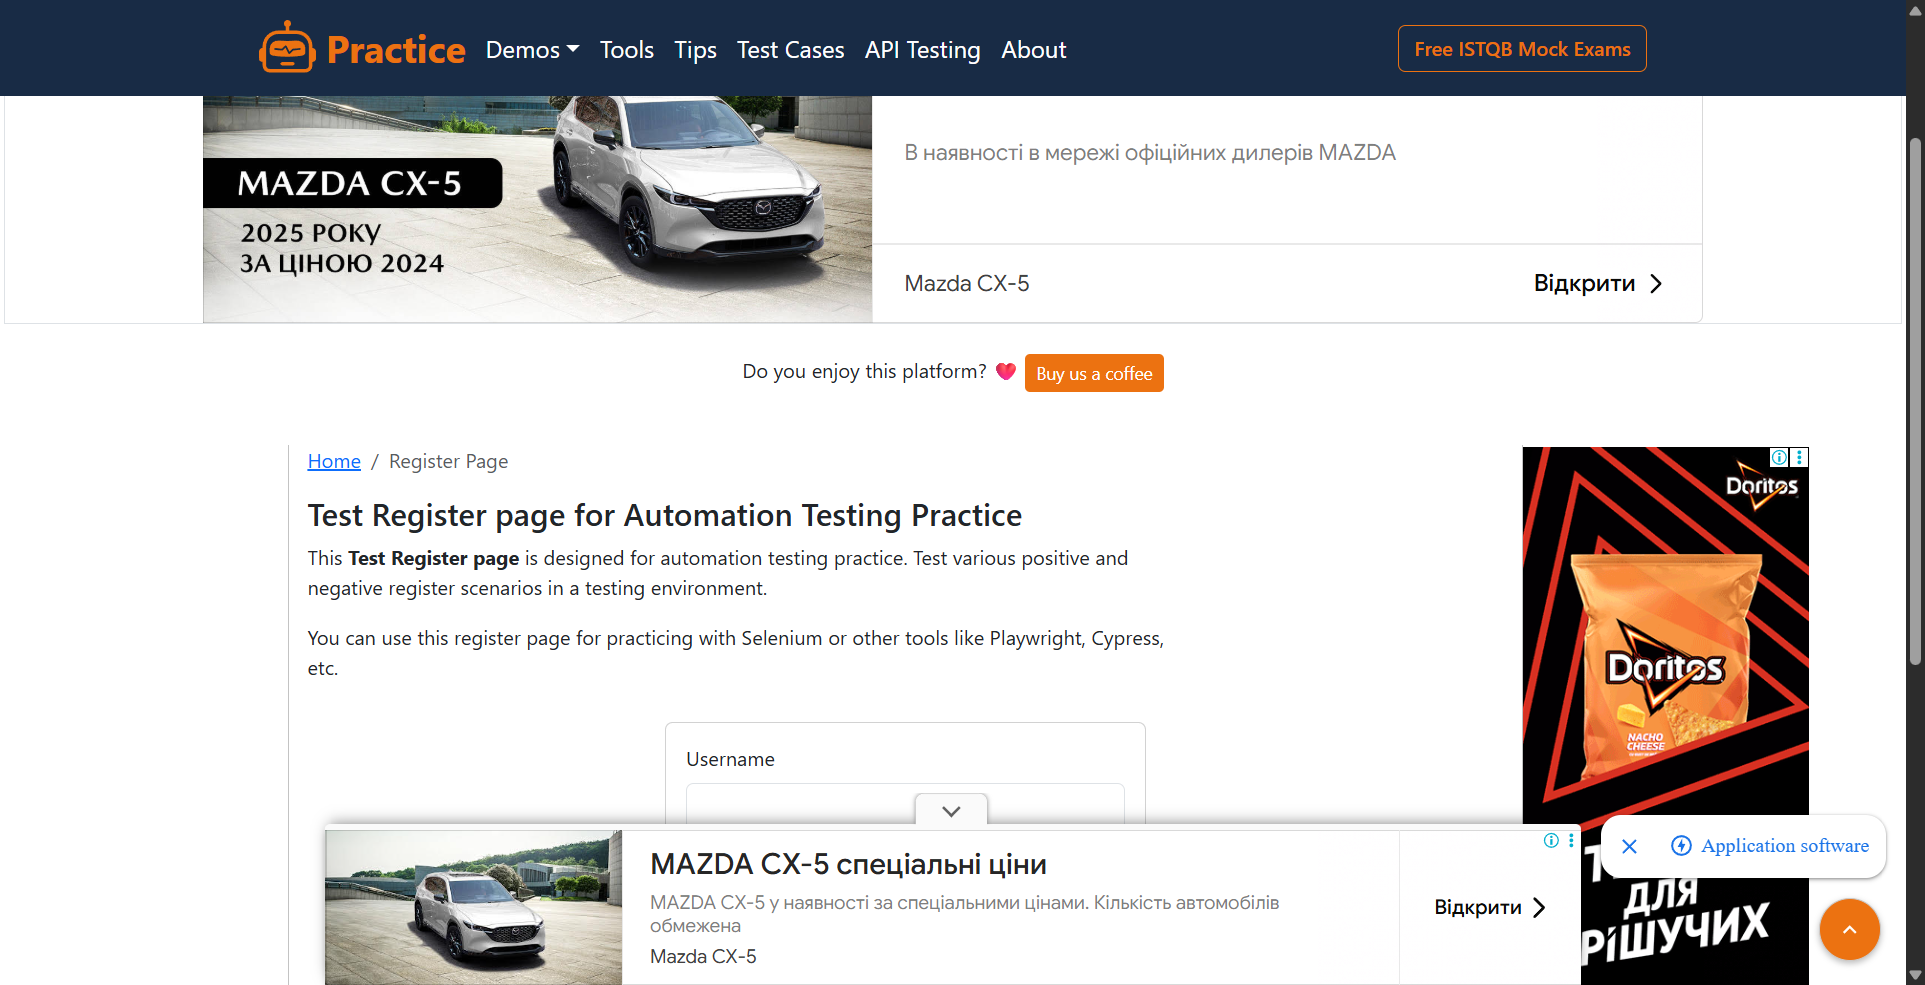 Practice Demos Tools Tips Test Cases API Testing About Free ISTQB Mock Exams
MAZDA CX-5
2025 РОКУ
ЗА ЦІНОЮ 2024
В наявності в мережі офіційних дилерів MAZDA
Mazda CX-5 Відкрити
Do you enjoy this platform? Buy us a coffee
Home / Register Page
Test Register page for Automation Testing Practice
This Test Register page is designed for automation testing practice. Test various positive and
negative register scenarios in a testing environment.
You can use this register page for practicing with Selenium or other tools like Playwright, Cypress,
etc.
Username
Doritos
Doritos
NACHO
CHEESE
ДЛЯ
РІШУЧИХ
Application software
MAZDA CX-5 спеціальні ціни
MAZDA CX-5 у наявності за спеціальними цінами. Кількість автомобілів
обмежена
Mazda CX-5
Відкрити